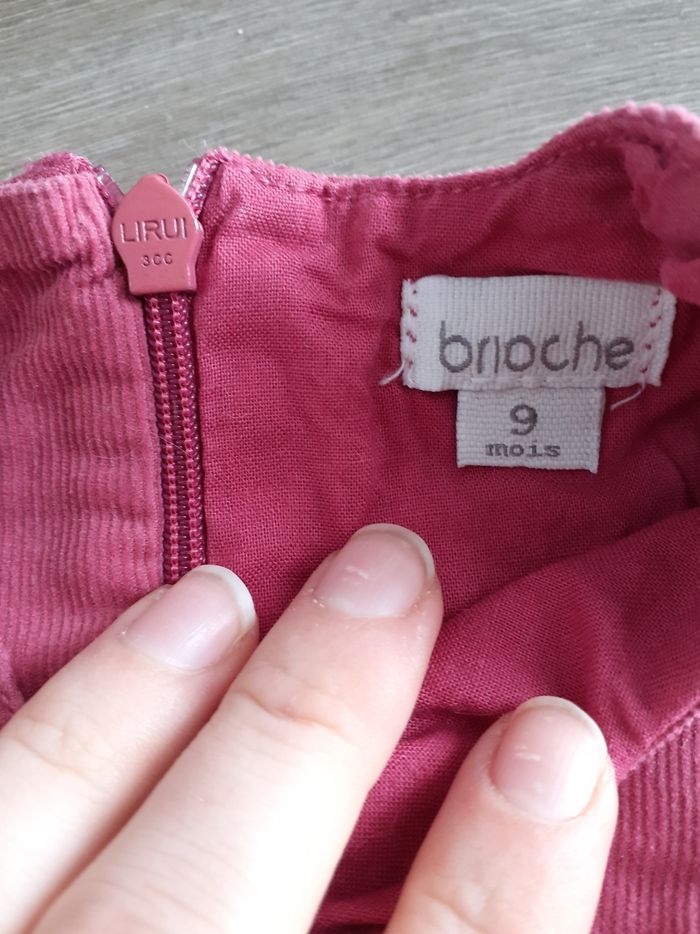 LIRUI
3CC
brioche
9
mois